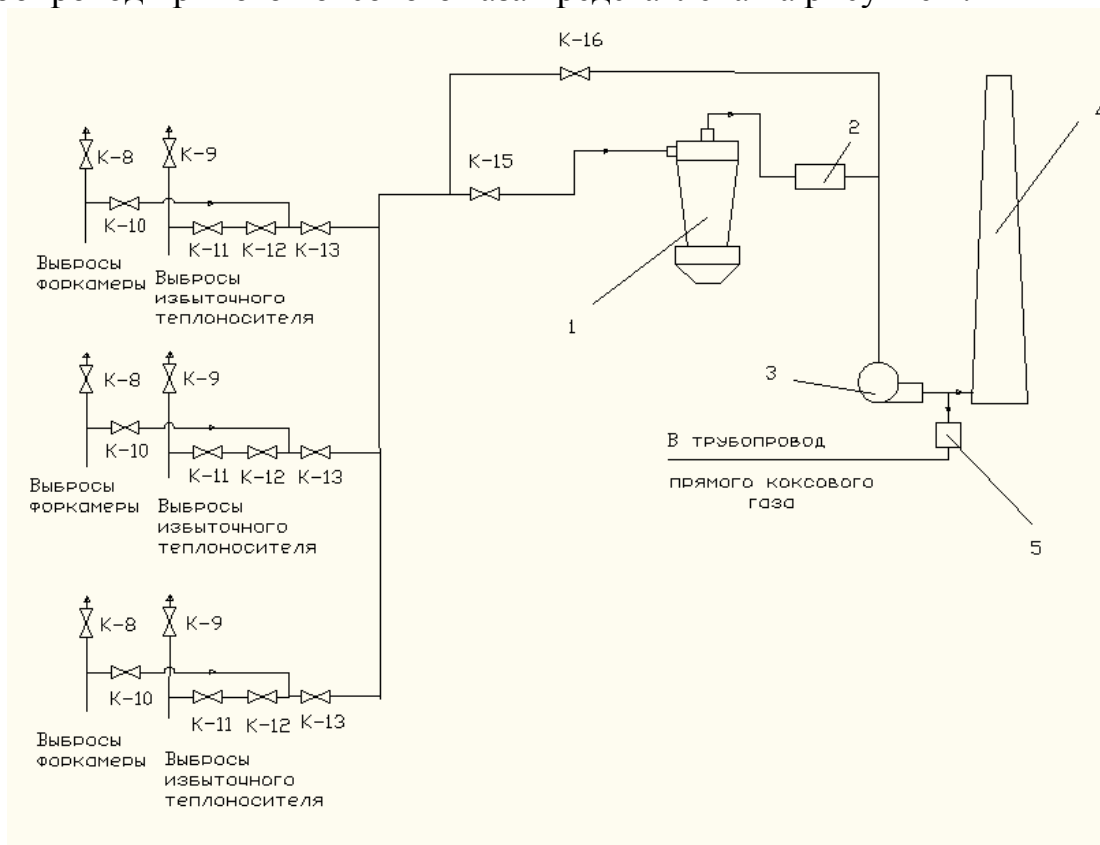 К-16
К-15
2
4
1
3
5
К-8
К-9
К-10
К-11
К-12
К-13
Выбросы
форкамеры
Выбросы
избыточного
теплоносителя
К-8
К-9
К-10
К-11
К-12
К-13
Выбросы
форкамеры
Выбросы
избыточного
теплоносителя
К-8
К-9
К-10
К-11
К-12
К-13
Выбросы
форкамеры
Выбросы
избыточного
теплоносителя
В трубопровод
прямого коксового
газа